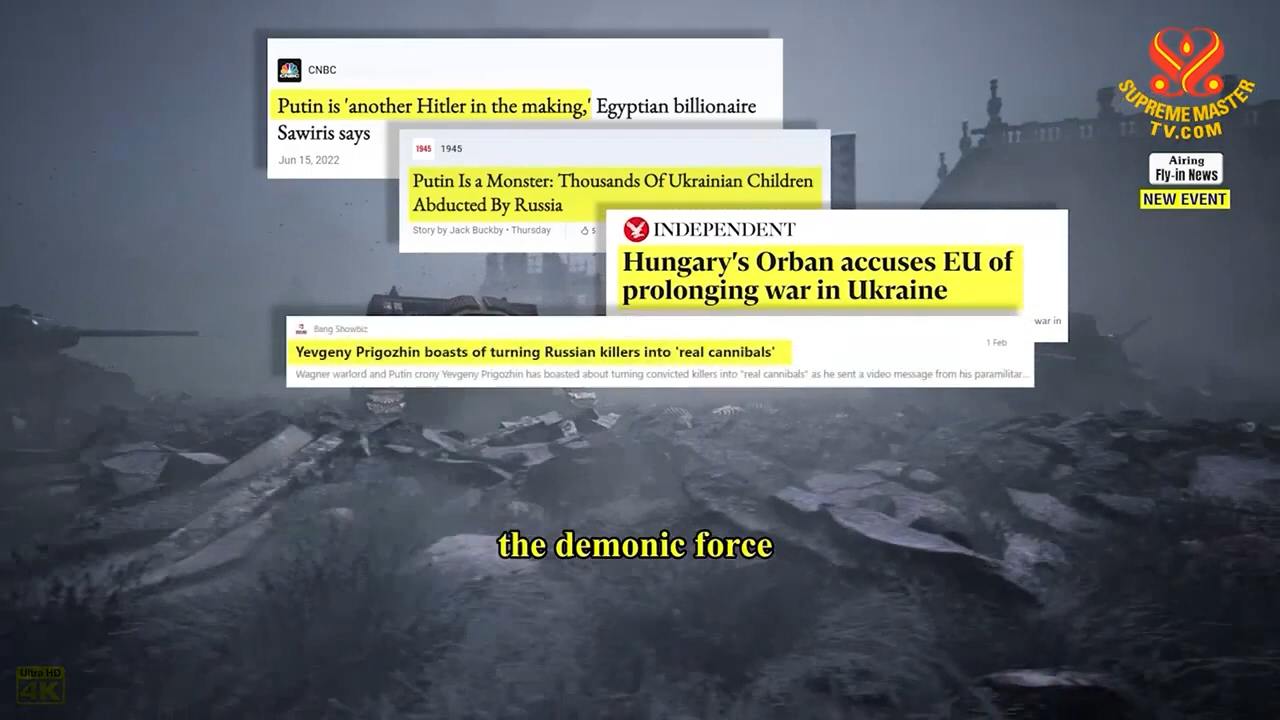 CNBC
CNBC
Putin is 'another Hitler in the making,' Egyptian billionaire
Sawiris says
Jun 15, 2022
1945
1945
Putin Is a Monster: Thousands Of Ukrainian Children
Abducted By Russia
Story by Jack Buckby • Thursday
5
INDEPENDENT
Hungary's Orban accuses EU of
prolonging war in Ukraine
war in
Bang Showbiz
1 Feb
Yevgeny Prigozhin boasts of turning Russian killers into 'real cannibals'
Wagner warlord and Putin crony Yevgeny Prigozhin has boasted about turning convicted killers into "real cannibals" as he sent a video message from his paramilitar...
SUPREME MASTER
TV.COM
Airing
Fly-in News
NEW EVENT
the demonic force
Ultra HD
4K